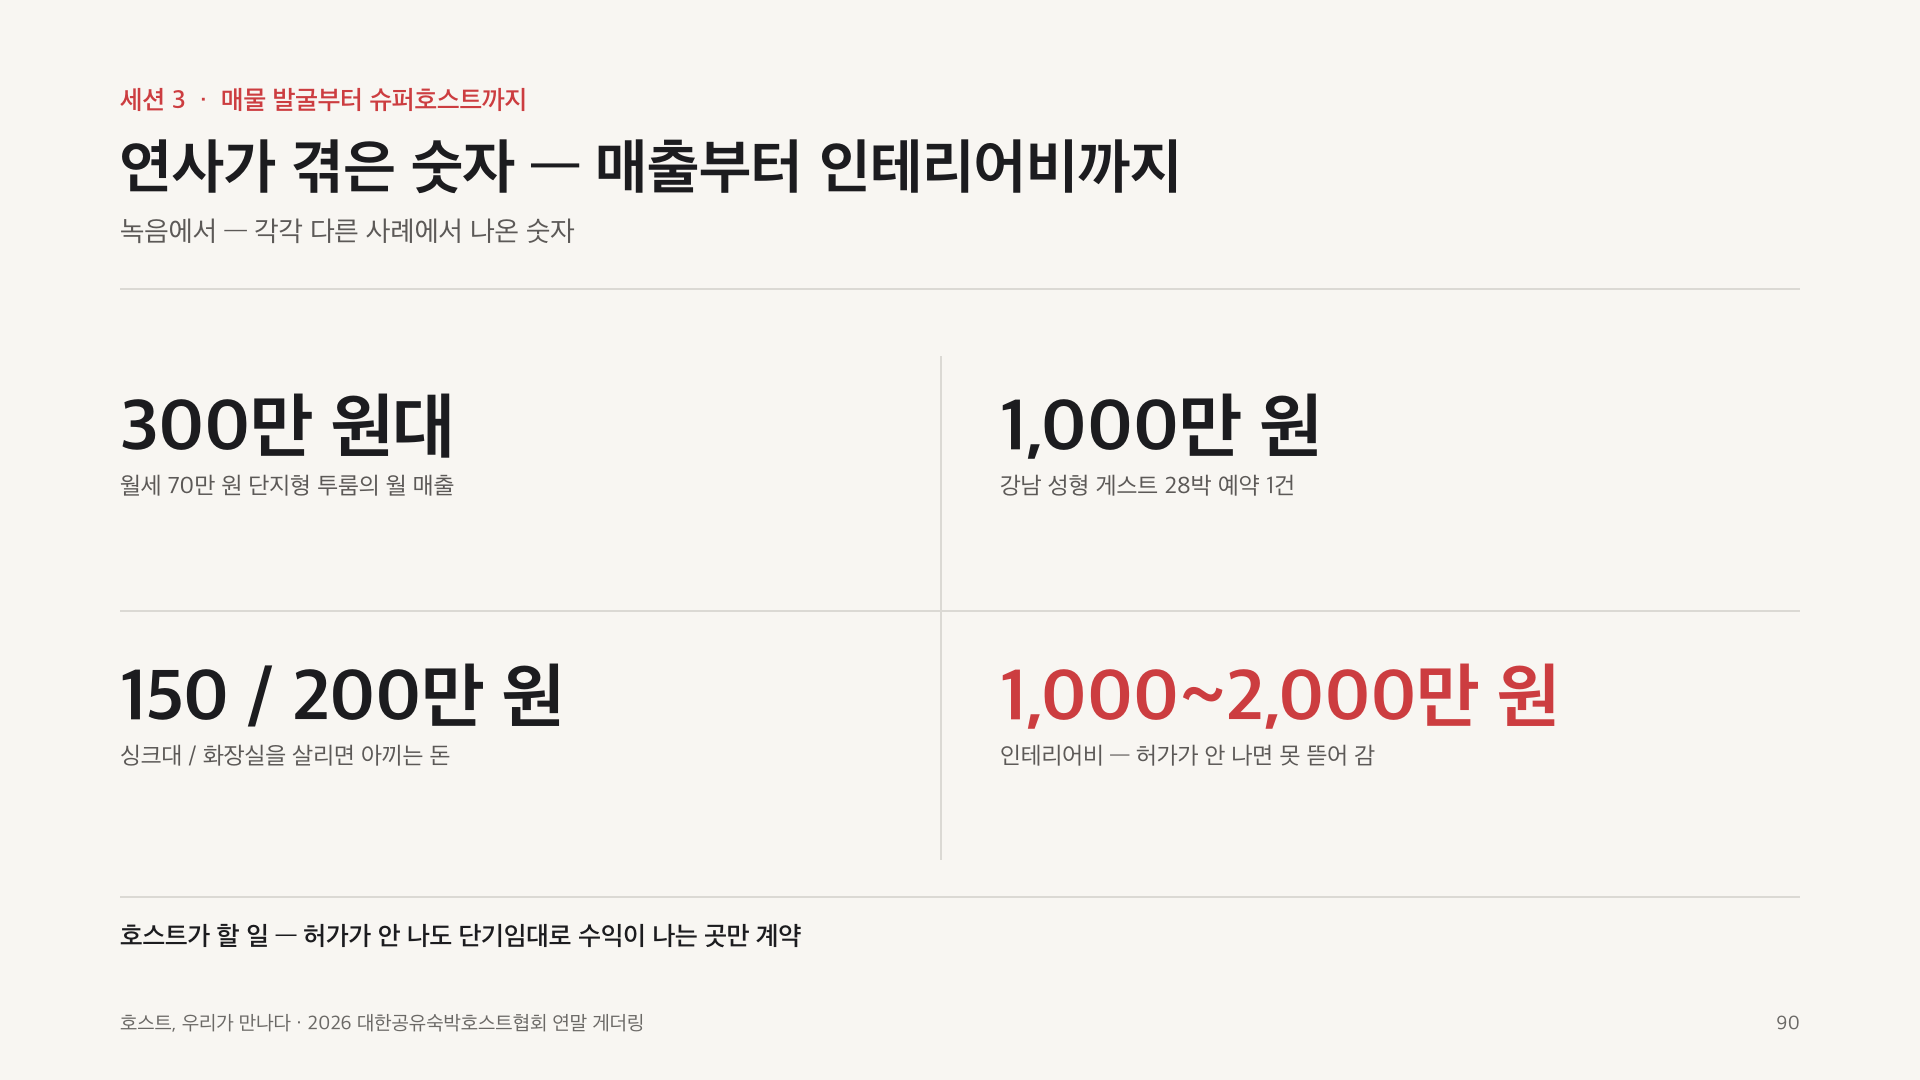 세션 3 · 매물 발굴부터 슈퍼호스트까지
연사가 겪은 숫자 — 매출부터 인테리어비까지
녹음에서 — 각각 다른 사례에서 나온 숫자
300만 원대
월세 70만 원 단지형 투룸의 월 매출
1,000만 원
강남 성형 게스트 28박 예약 1건
150 / 200만 원
싱크대 / 화장실을 살리면 아끼는 돈
1,000~2,000만 원
인테리어비 — 허가가 안 나면 못 뜯어 감
호스트가 할 일 — 허가가 안 나도 단기임대로 수익이 나는 곳만 계약
호스트, 우리가 만나다 · 2026 대한공유숙박호스트협회 연말 게더링
90